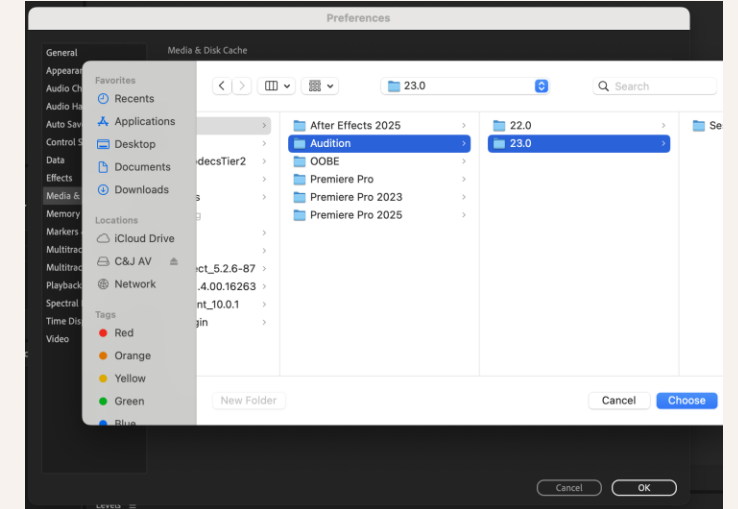 Preferences
General
Media & Disk Cache
Appearar
Audio Ch
Audio Ha
Auto Sav
Control S
Data
Effects
Media &
Memory
Markers
Multitrac
Multitrac
Playback
Spectral
Time Dis
Video
Favorites
Recents
Applications
Desktop
Documents
Downloads
Locations
iCloud Drive
C&J AV
Network
Tags
Red
Orange
Yellow
Green
Blue
23.0
Search
odecsTier2
s
g
ect_5.2.6-87
.4.00.16263
nt_10.0.1
gin
After Effects 2025
Audition
OOBE
Premiere Pro
Premiere Pro 2023
Premiere Pro 2025
22.0
23.0
Se
New Folder
Cancel
Choose
Cancel
OK
Levels